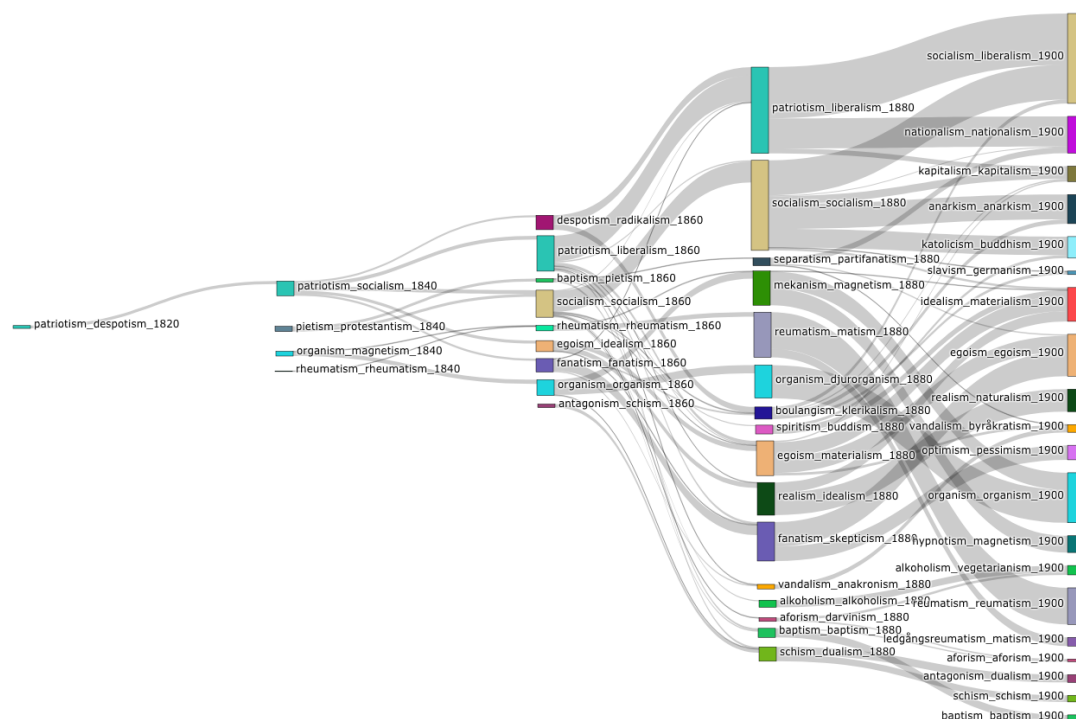 patriotism_despotism_1820
patriotism_socialism_1840
pietism_protestantism_1840
organism_magnetism_1840
rheumatism_rheumatism_1840
despotism_radikalism_1860
patriotism_liberalism_1860
baptism_pietism_1860
socialism_socialism_1860
rheumatism_rheumatism_1860
egoism_idealism_1860
fanatism_fanatism_1860
organism_organism_1860
antagonism_schism_1860
patriotism_liberalism_1880
socialism_socialism_1880
separatism_partifanatism_1880
mekanism_magnetism_1880
reumatism_matism_1880
organism_djurorganism_1880
boulangism_klerikalism_1880
spiritism_buddism_1880
egoism_materialism_1880
realism_idealism_1880
fanatism_skepticism_1880
vandalism_anakronism_1880
alkoholism_alkoholism_1880
aforism_darvinism_1880
baptism_baptism_1880
schism_dualism_1880
socialism_liberalism_1900
nationalism_nationalism_1900
kapitalism_kapitalism_1900
anarkism_anarkism_1900
katolicism_buddhism_1900
slavism_germanism_1900
idealism_materialism_1900
egoism_egoism_1900
realism_naturalism_1900
vandalism_byråkratism_1900
optimism_pessimism_1900
organism_organism_1900
hypnotism_magnetism_1900
alkoholism_vegetarianism_1900
reumatism_reumatism_1900
ledgångsreumatism_matism_1900
aforism_aforism_1900
antagonism_dualism_1900
schism_schism_1900
baptism_baptism_1900